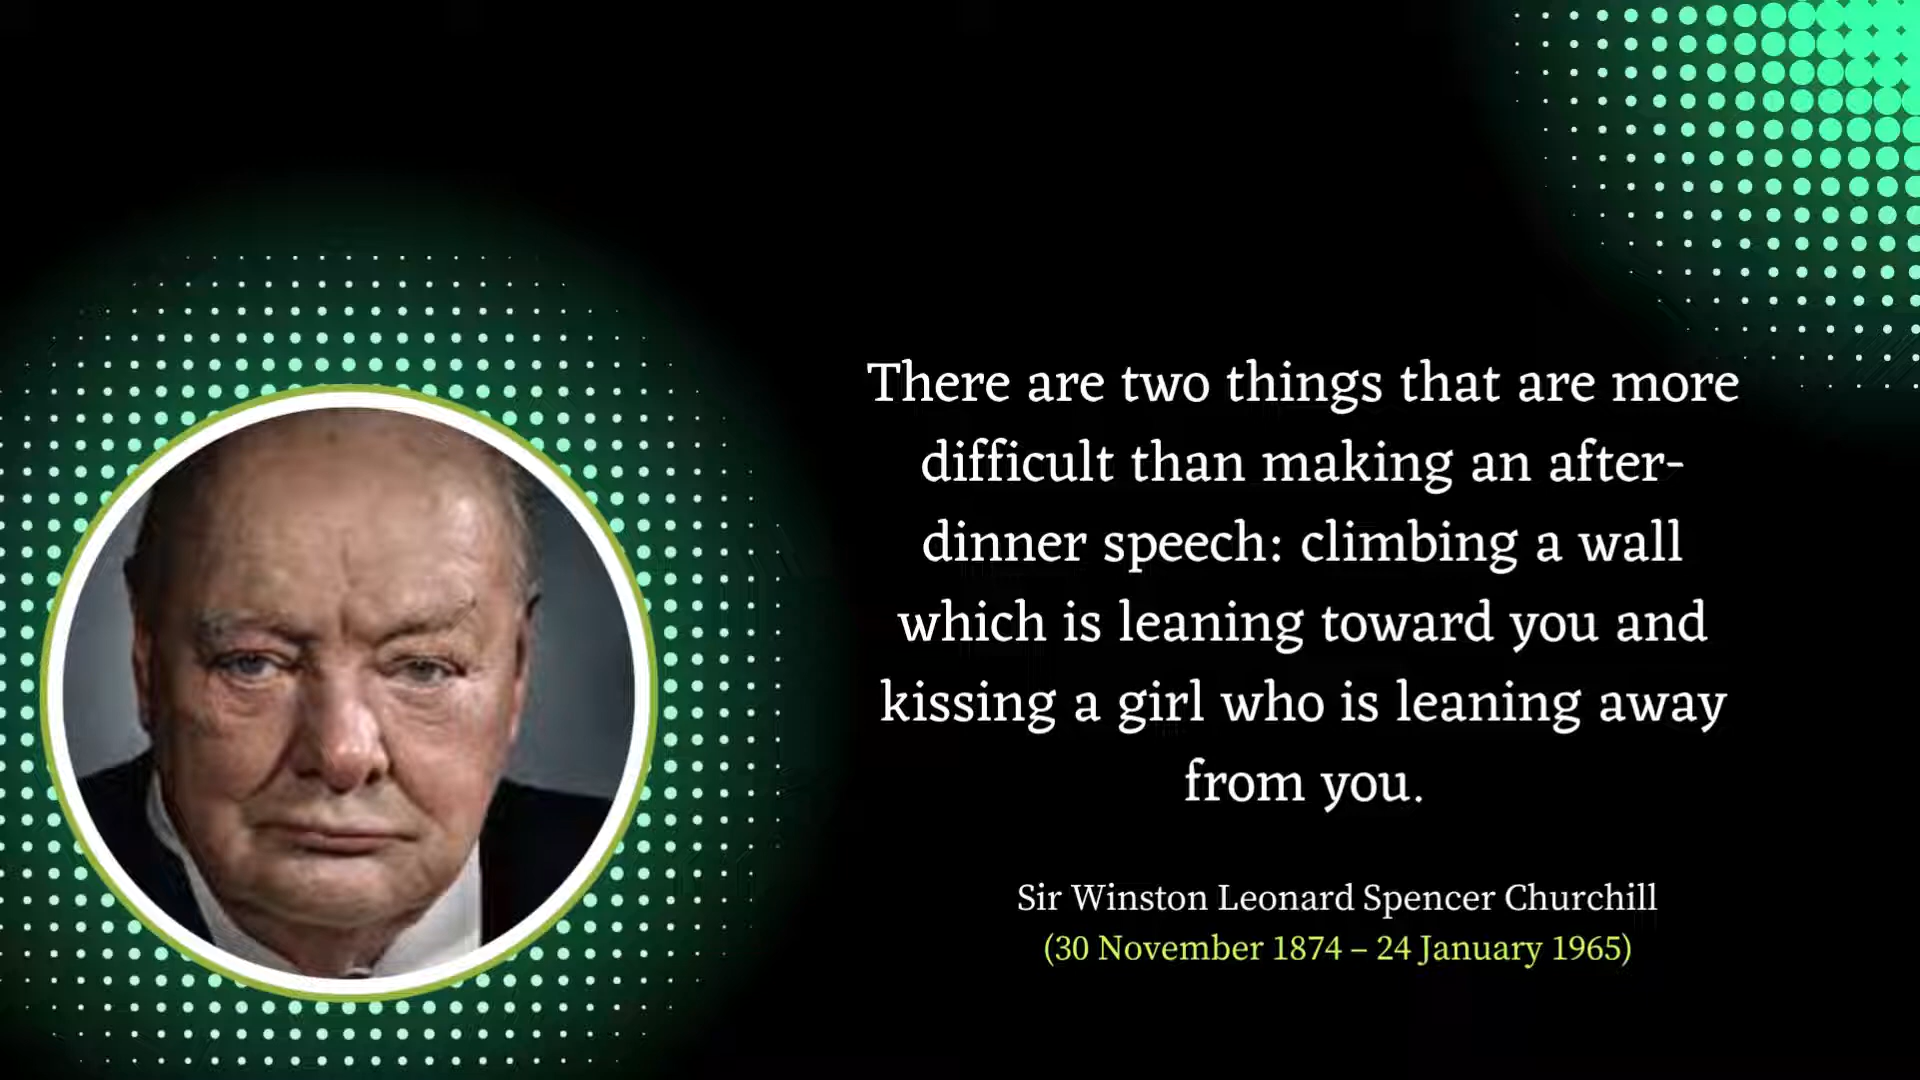 There are two things that are more
difficult than making an after-
dinner speech: climbing a wall
which is leaning toward you and
kissing a girl who is leaning away
from you.
Sir Winston Leonard Spencer Churchill
(30 November 1874 – 24 January 1965)